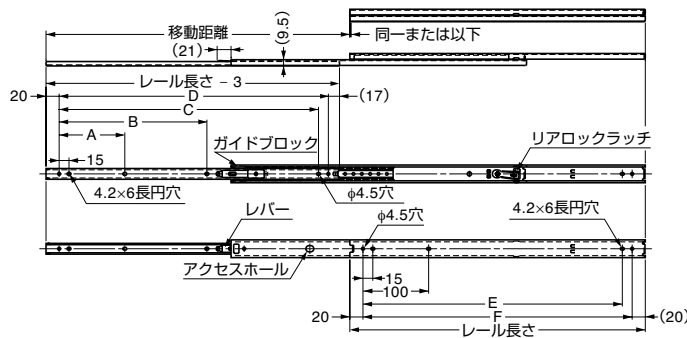 移動距離
(9.5)
同一または以下
(21)
レール長さ − 3
20
D
(17)
C
B
A
15
ガイドブロック
リアロックラッチ
4.2×6長円穴
φ4.5穴
レバー
φ4.5穴
4.2×6長円穴
アクセスホール
15
100
E
20
F
(20)
レール長さ